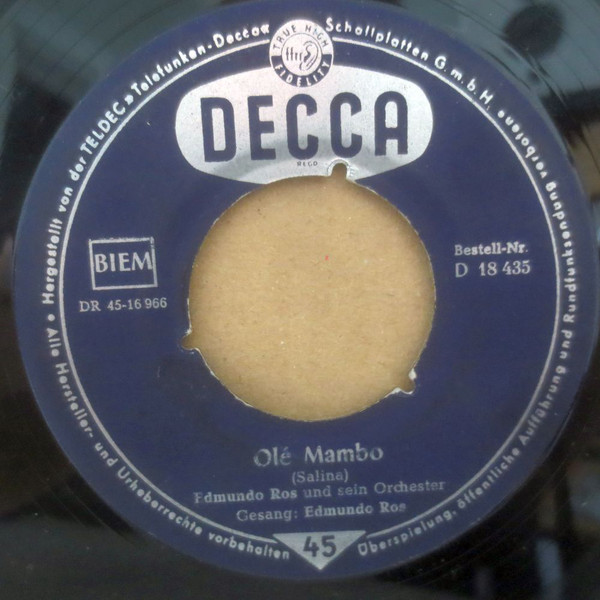 Hergestellt von der »TELDEC« Telefunken-Decca Schallplatten G.m.b.H.
TRUE HIGH
ffrr
FIDELITY
DECCA
REGD
BIEM
DR 45-16 966
Bestell-Nr.
D 18 435
Olé Mambo
(Salina)
Edmundo Ros und sein Orchester
Gesang: Edmundo Ros
45
Alle Hersteller- und Urheberrechte vorbehalten
Überspielung, öffentliche Aufführung und Rundfunksendung verboten